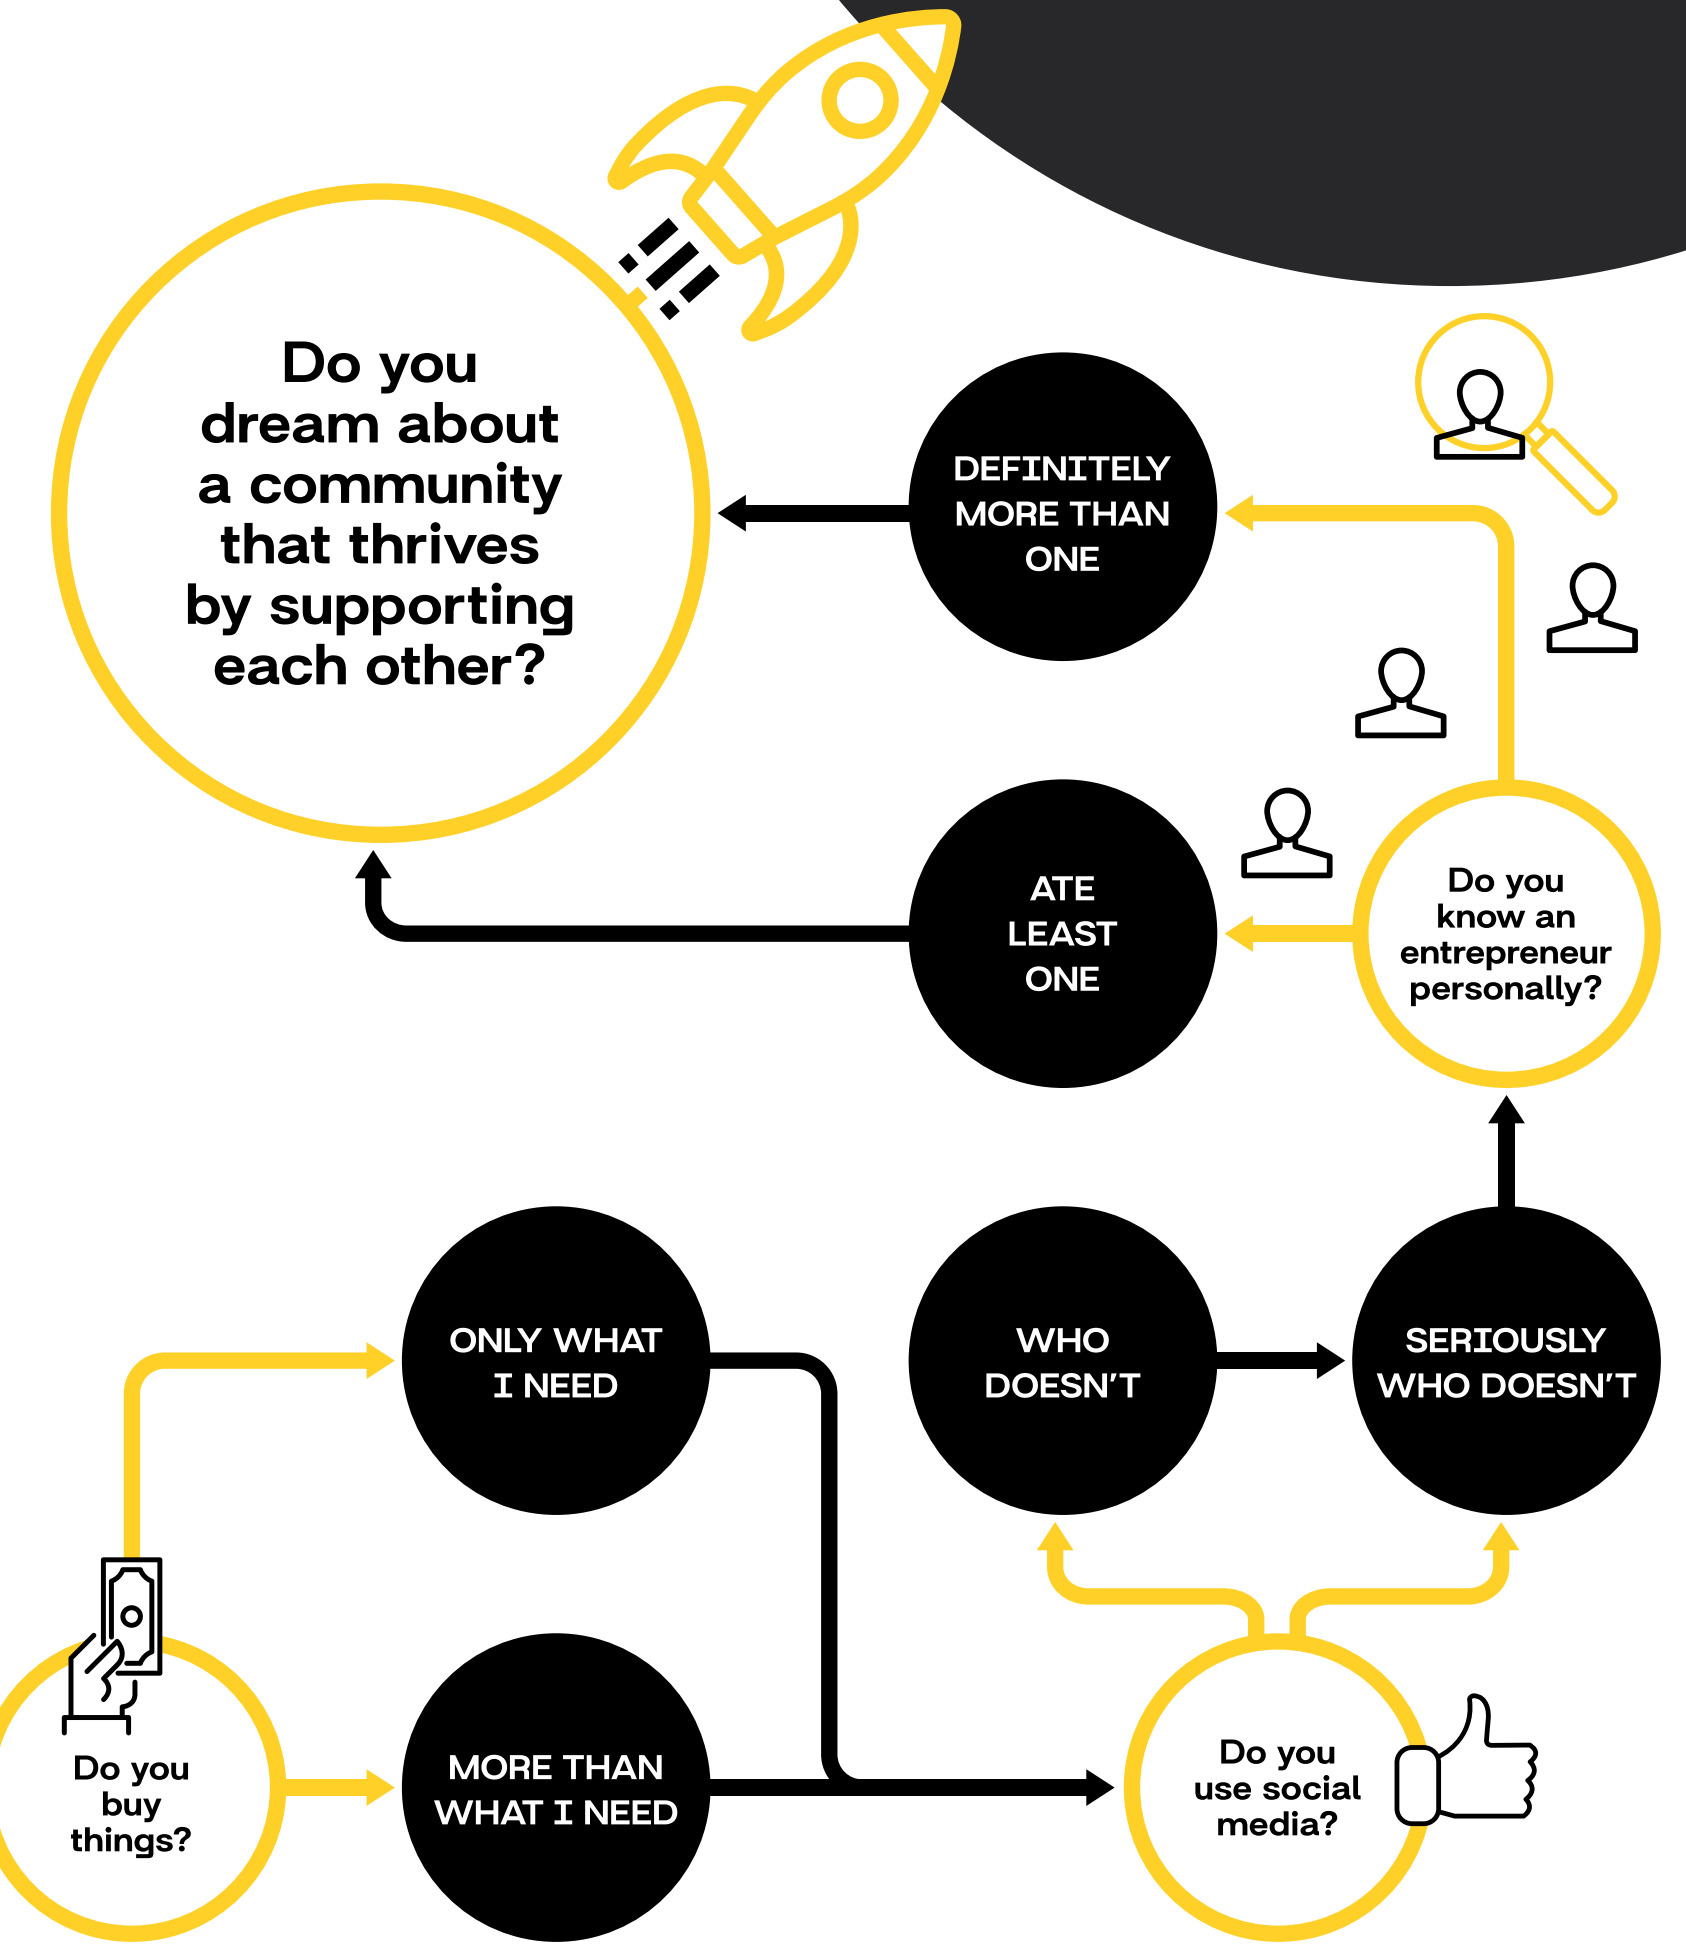 Do you
dream about
a community
that thrives
by supporting
each other?
DEFINITELY
MORE THAN
ONE
ATE
LEAST
ONE
Do you
know an
entrepreneur
personally?
ONLY WHAT
I NEED
WHO
DOESN'T
SERIOUSLY
WHO DOESN'T
Do you
buy
things?
MORE THAN
WHAT I NEED
Do you
use social
media?